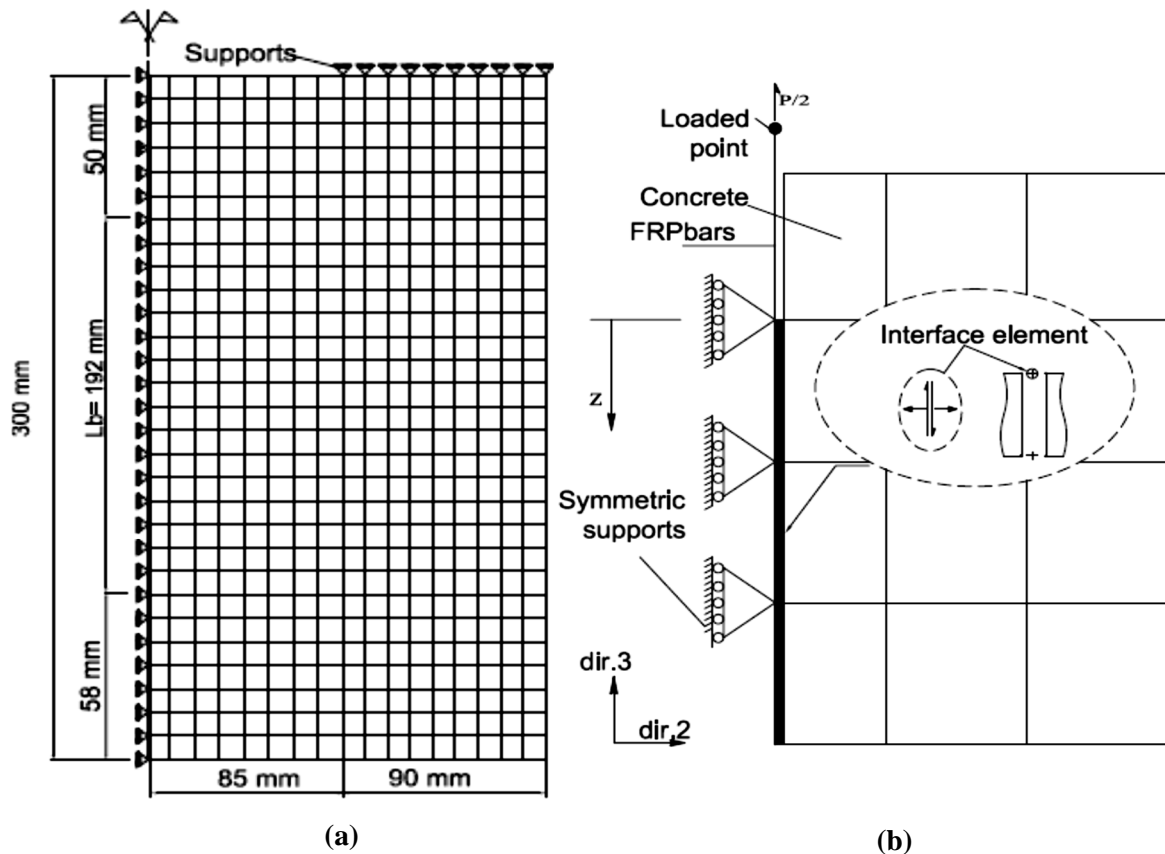 Supports
50 mm
300 mm
Lb= 192 mm
58 mm
85 mm
90 mm
(a)
P/2
Loaded
point
Concrete
FRPbars
Interface element
z
Symmetric
supports
dir.3
dir.2
(b)